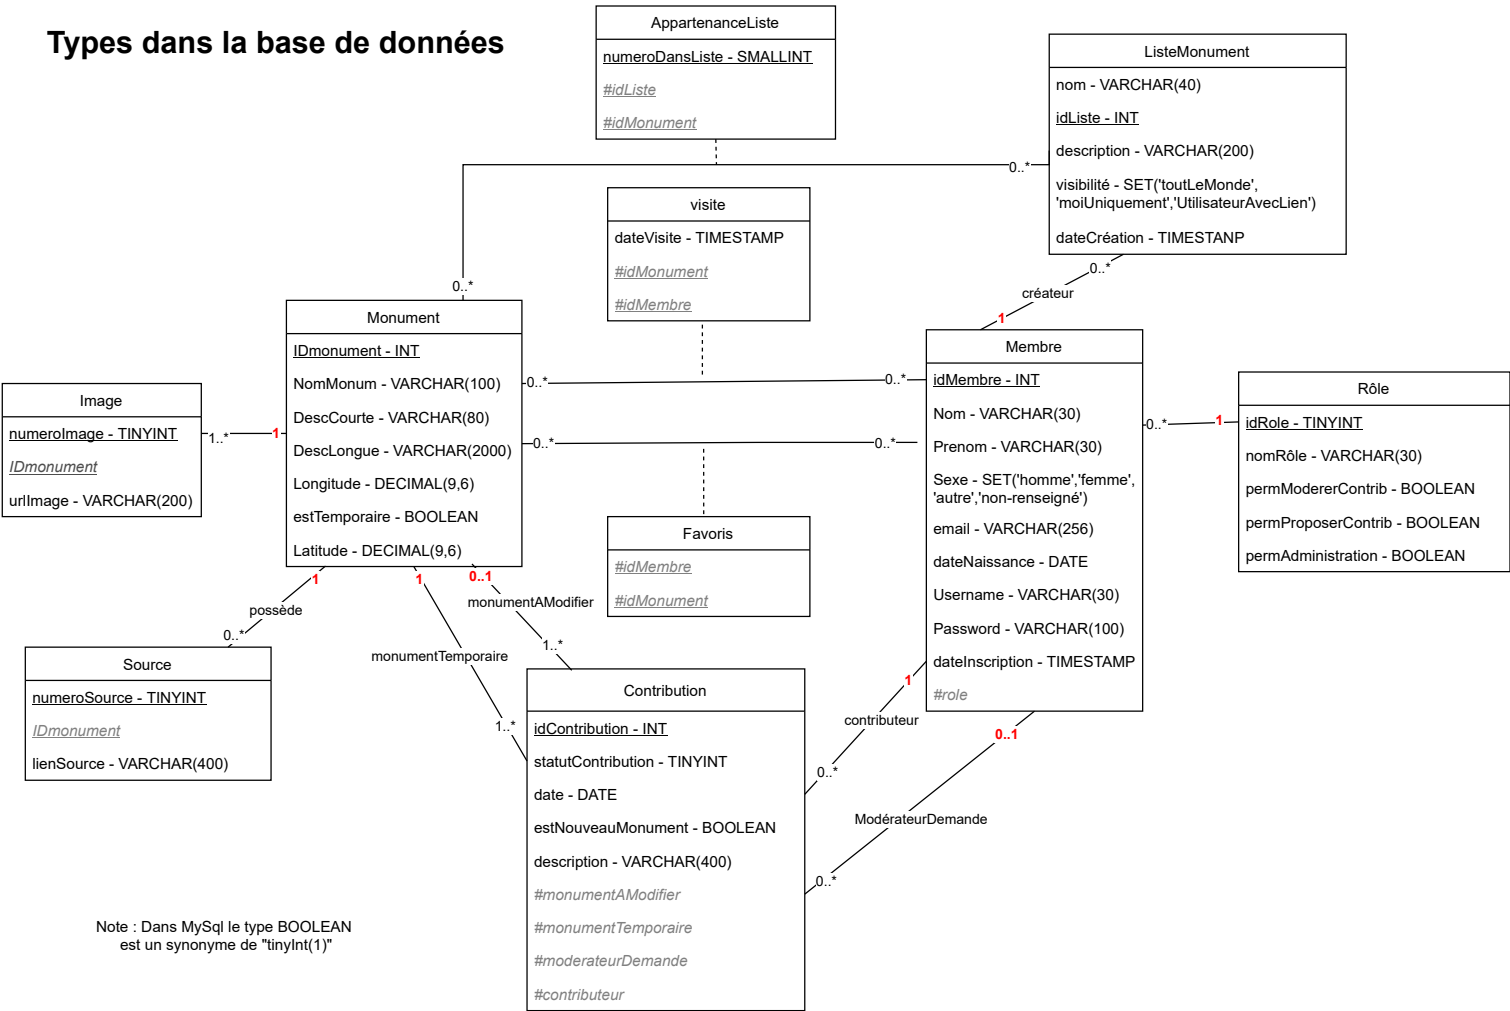 Types dans la base de données
AppartenanceListe
numeroDansListe - SMALLINT
#idListe
#idMonument
ListeMonument
nom - VARCHAR(40)
idListe - INT
description - VARCHAR(200)
visibilité - SET('toutLeMonde',
'moiUniquement','UtilisateurAvecLien')
dateCréation - TIMESTANP
0..*
0..*
visite
dateVisite - TIMESTAMP
#idMonument
#idMembre
0..*
créateur
1
Monument
IDmonument - INT
NomMonum - VARCHAR(100)
DescCourte - VARCHAR(80)
DescLongue - VARCHAR(2000)
Longitude - DECIMAL(9,6)
estTemporaire - BOOLEAN
Latitude - DECIMAL(9,6)
0..*
0..*
0..*
0..*
Membre
idMembre - INT
Nom - VARCHAR(30)
Prenom - VARCHAR(30)
Sexe - SET('homme','femme',
'autre','non-renseigné')
email - VARCHAR(256)
dateNaissance - DATE
Username - VARCHAR(30)
Password - VARCHAR(100)
dateInscription - TIMESTAMP
#role
0..*
1
Rôle
idRole - TINYINT
nomRôle - VARCHAR(30)
permModererContrib - BOOLEAN
permProposerContrib - BOOLEAN
permAdministration - BOOLEAN
Image
numeroImage - TINYINT
IDmonument
urlImage - VARCHAR(200)
1..*
1
Favoris
#idMembre
#idMonument
1
possède
0..*
1
monumentTemporaire
1..*
0..1
monumentAModifier
1..*
Source
numeroSource - TINYINT
IDmonument
lienSource - VARCHAR(400)
Contribution
idContribution - INT
statutContribution - TINYINT
date - DATE
estNouveauMonument - BOOLEAN
description - VARCHAR(400)
#monumentAModifier
#monumentTemporaire
#moderateurDemande
#contributeur
1
contributeur
0..*
0..1
ModérateurDemande
0..*
Note : Dans MySql le type BOOLEAN
est un synonyme de "tinyInt(1)"